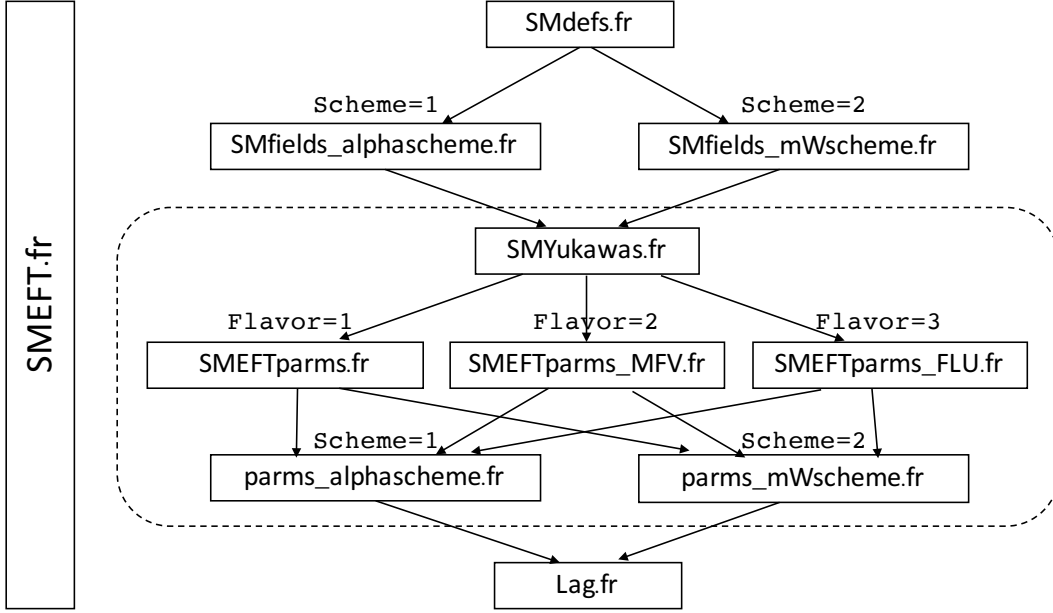 SMEFT.fr
SMdefs.fr
Scheme=1 Scheme=2
SMfields_alphascheme.fr SMfields_mWscheme.fr
SMYukawas.fr
Flavor=1 Flavor=2 Flavor=3
SMEFTparms.fr SMEFTparms_MFV.fr SMEFTparms_FLU.fr
Scheme=1 Scheme=2
parms_alphascheme.fr parms_mWscheme.fr
Lag.fr